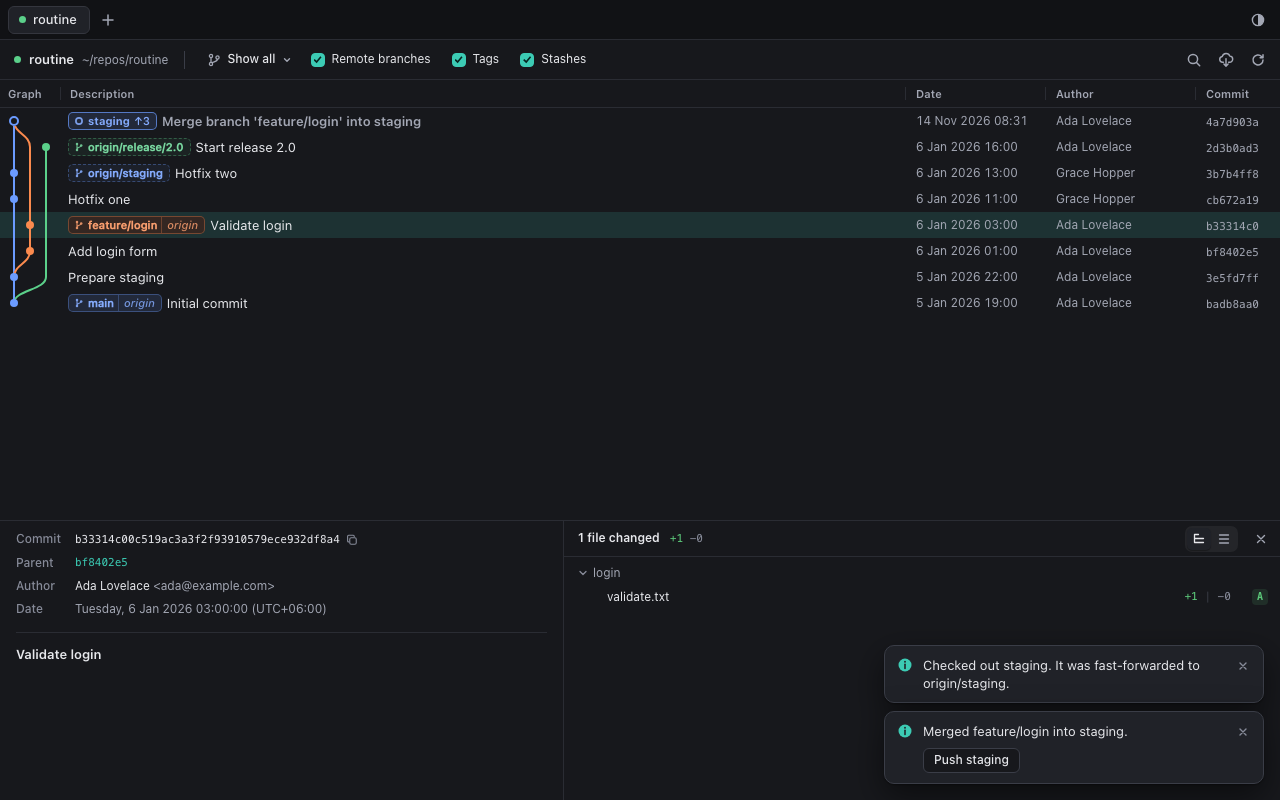 routine
routine ~/repos/routine Show all Remote branches Tags Stashes
Graph Description Date Author Commit
staging ↑3 Merge branch 'feature/login' into staging 14 Nov 2026 08:31 Ada Lovelace 4a7d903a
origin/release/2.0 Start release 2.0 6 Jan 2026 16:00 Ada Lovelace 2d3b0ad3
origin/staging Hotfix two 6 Jan 2026 13:00 Grace Hopper 3b7b4ff8
Hotfix one 6 Jan 2026 11:00 Grace Hopper cb672a19
feature/login origin Validate login 6 Jan 2026 03:00 Ada Lovelace b33314c0
Add login form 6 Jan 2026 01:00 Ada Lovelace bf8402e5
Prepare staging 5 Jan 2026 22:00 Ada Lovelace 3e5fd7ff
main origin Initial commit 5 Jan 2026 19:00 Ada Lovelace badb8aa0
Commit b33314c00c519ac3a3f2f93910579ece932df8a4
Parent bf8402e5
Author Ada Lovelace <ada@example.com>
Date Tuesday, 6 Jan 2026 03:00:00 (UTC+06:00)
Validate login
1 file changed +1 −0
login
validate.txt +1 | −0 A
Checked out staging. It was fast-forwarded to
origin/staging.
Merged feature/login into staging.
Push staging